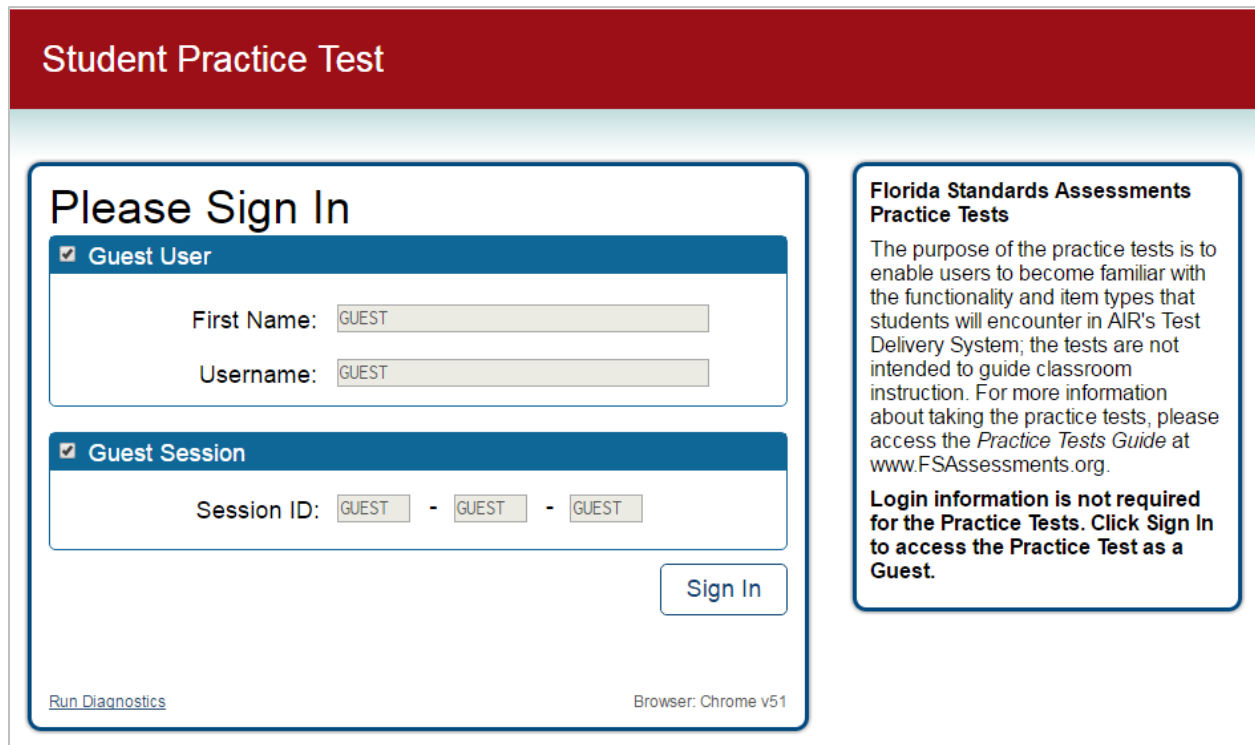 Student Practice Test
Please Sign In
Guest User
First Name: GUEST
Username: GUEST
Guest Session
Session ID: GUEST - GUEST - GUEST
Sign In
Run Diagnostics
Browser: Chrome v51
Florida Standards Assessments
Practice Tests
The purpose of the practice tests is to
enable users to become familiar with
the functionality and item types that
students will encounter in AIR's Test
Delivery System; the tests are not
intended to guide classroom
instruction. For more information
about taking the practice tests, please
access the Practice Tests Guide at
www.FSAssessments.org.
Login information is not required
for the Practice Tests. Click Sign In
to access the Practice Test as a
Guest.